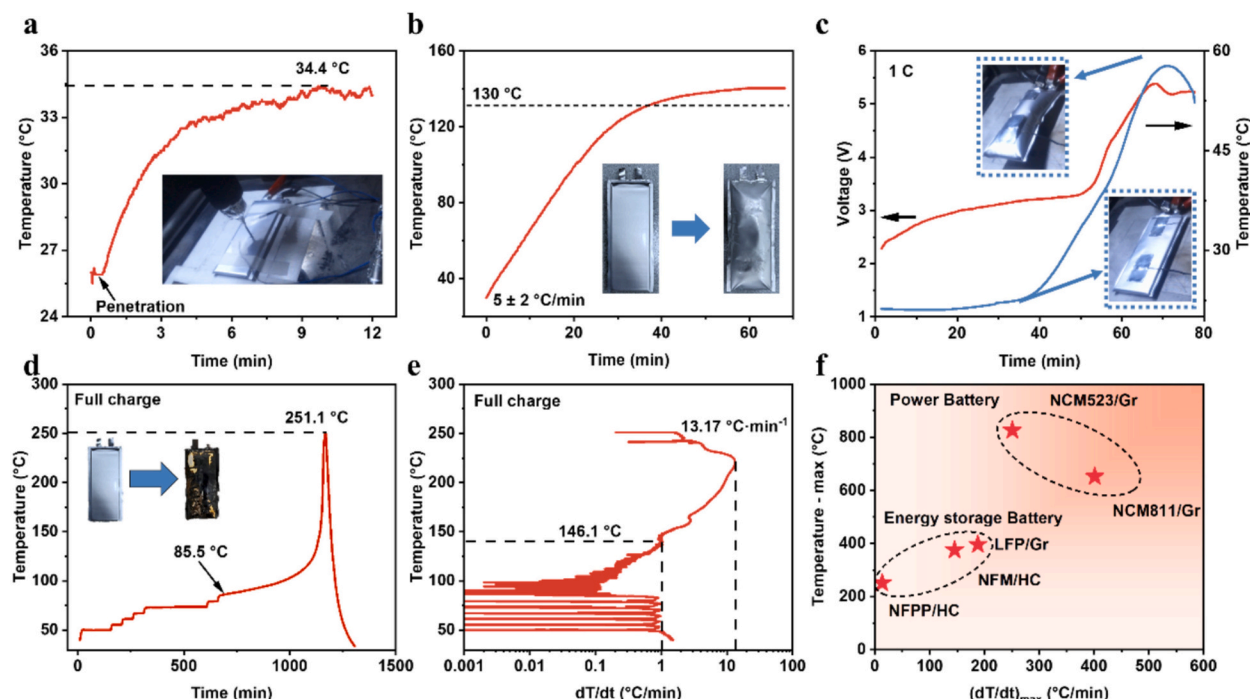 a
Temperature (°C)
36
33
30
27
24
34.4 °C
Penetration
0
3
6
9
12
Time (min)
b
Temperature (°C)
160
120
80
40
130 °C
5 ± 2 °C/min
0
20
40
60
Time (min)
c
Voltage (V)
6
5
4
3
2
1
1 C
60
45
30
Temperature (°C)
0
20
40
60
80
Time (min)
d
Temperature (°C)
300
250
200
150
100
50
Full charge
251.1 °C
85.5 °C
0
500
1000
1500
Time (min)
e
Temperature (°C)
300
250
200
150
100
50
Full charge
13.17 °C·min⁻¹
146.1 °C
0.001
0.01
0.1
1
10
100
dT/dt (°C/min)
f
Temperature - max (°C)
1000
800
600
400
200
0
Power Battery
NCM523/Gr
NCM811/Gr
Energy storage Battery
LFP/Gr
NFM/HC
NFPP/HC
0
100
200
300
400
500
600
(dT/dt)max (°C/min)